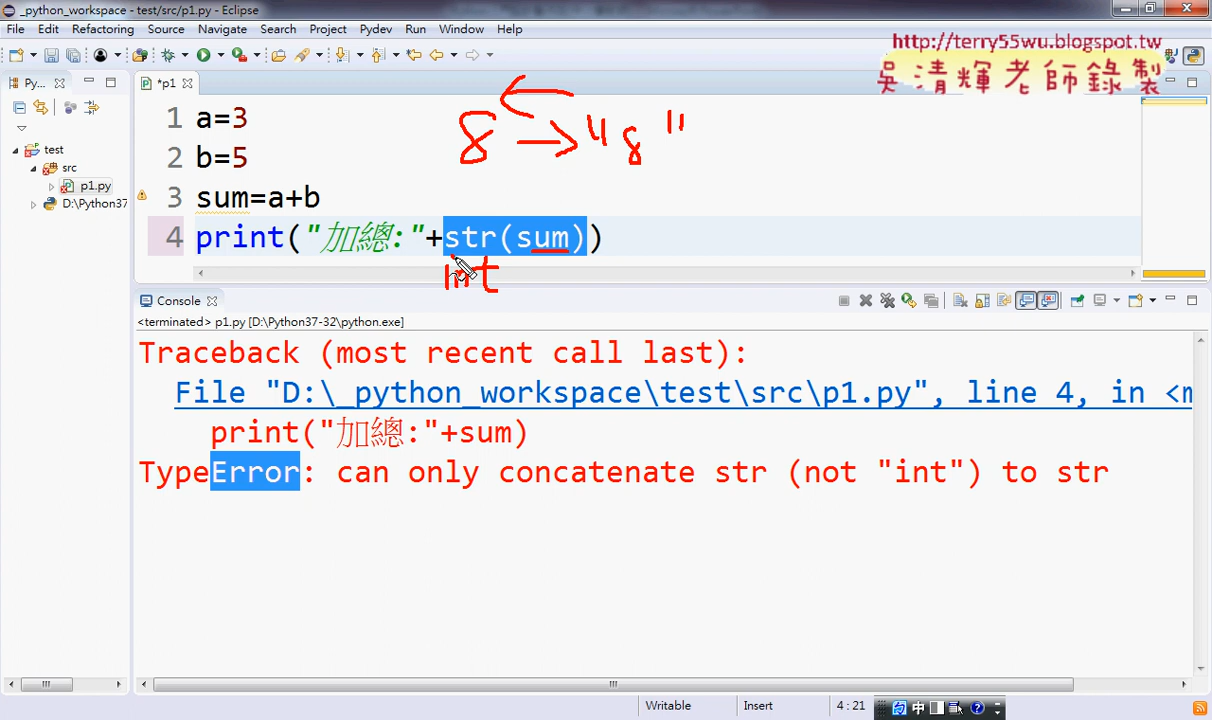 _python_workspace - test/src/p1.py - Eclipse
File Edit Refactoring Source Navigate Search Project Pydev Run Window Help
http://terry55wu.blogspot.tw
吳清輝老師錄製
Py...
*p1
test
src
p1.py
D:\Python37
1 a=3
2 b=5
3 sum=a+b
4 print("加總:"+str(sum))
8 → "8"
int
Console
<terminated> p1.py [D:\Python37-32\python.exe]
Traceback (most recent call last):
File "D:\_python_workspace\test\src\p1.py", line 4, in <m
print("加總:"+sum)
TypeError: can only concatenate str (not "int") to str
Writable Insert 4 : 21 中